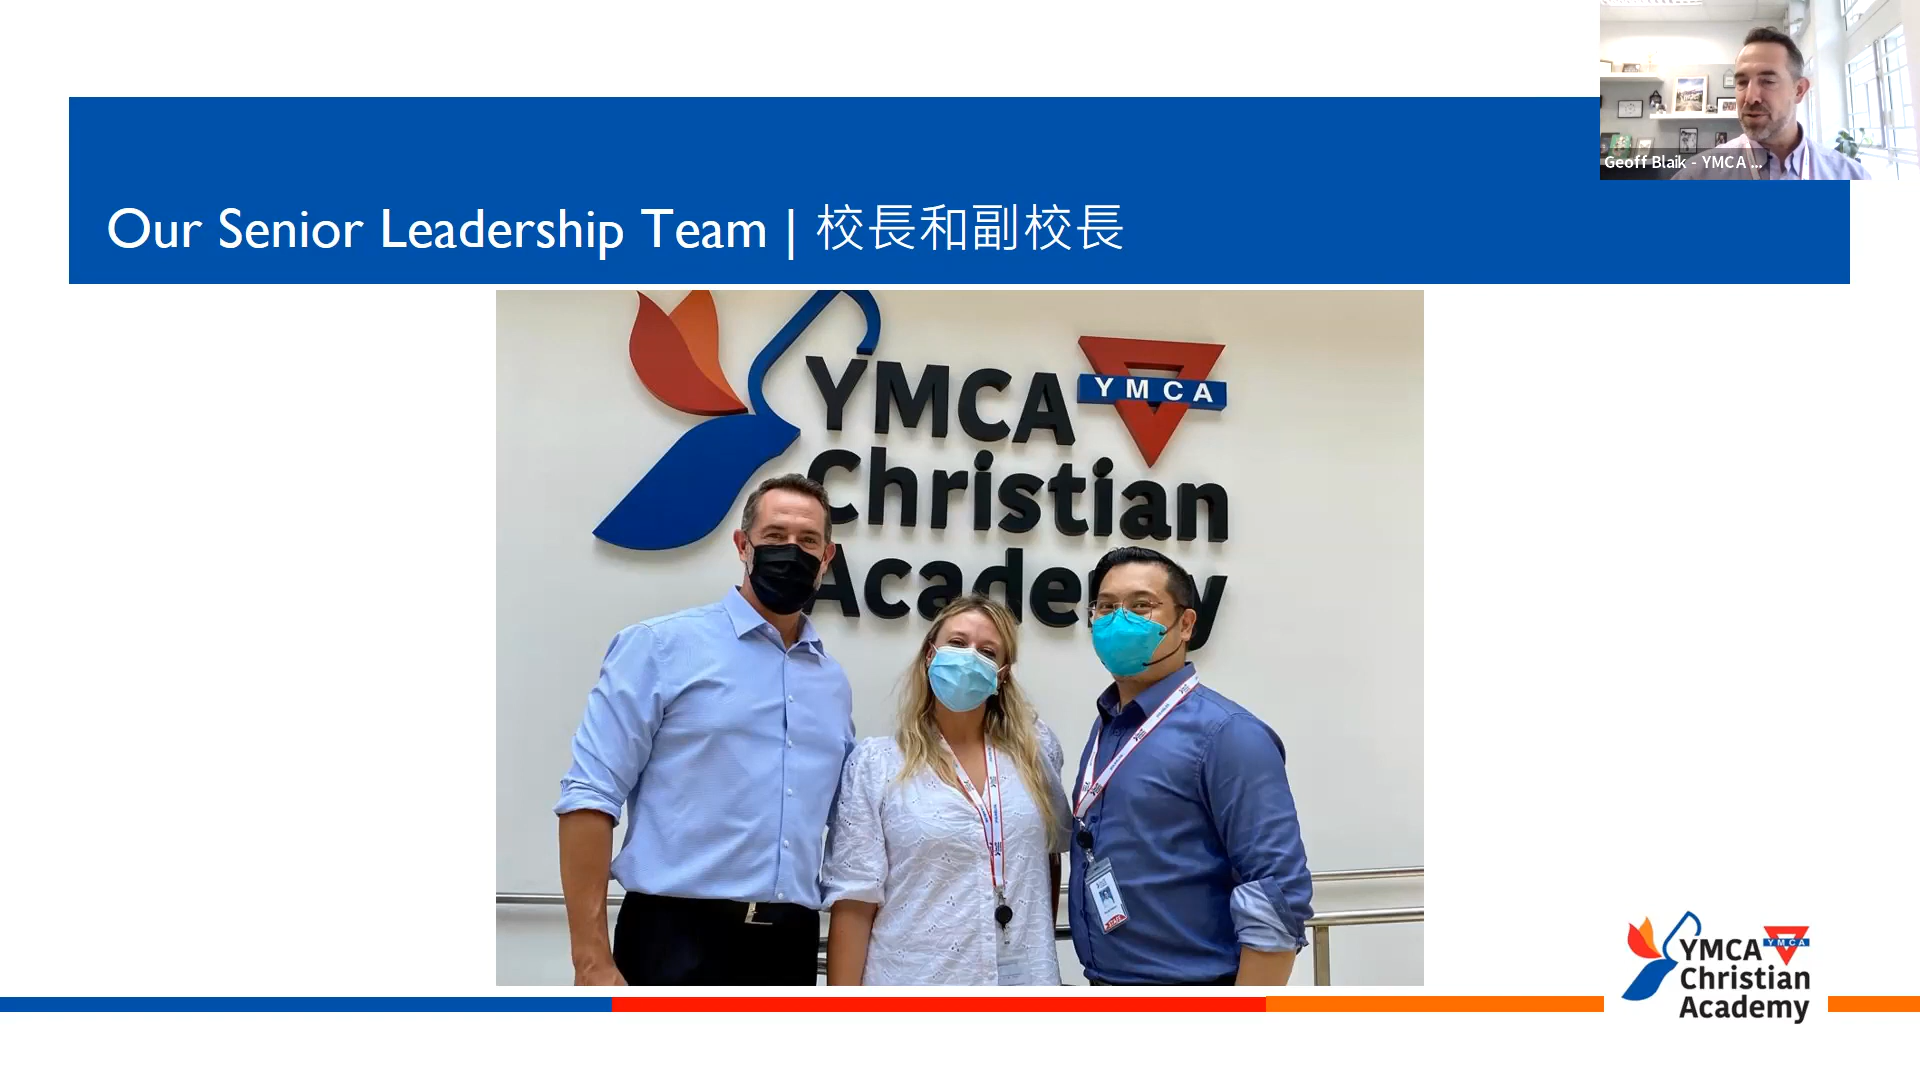 Geoff Blaik - YMCA ...
Our Senior Leadership Team | 校長和副校長
YMCA
YMCA
Christian
Academy
STAFF
YMCA
YMCA
Christian
Academy